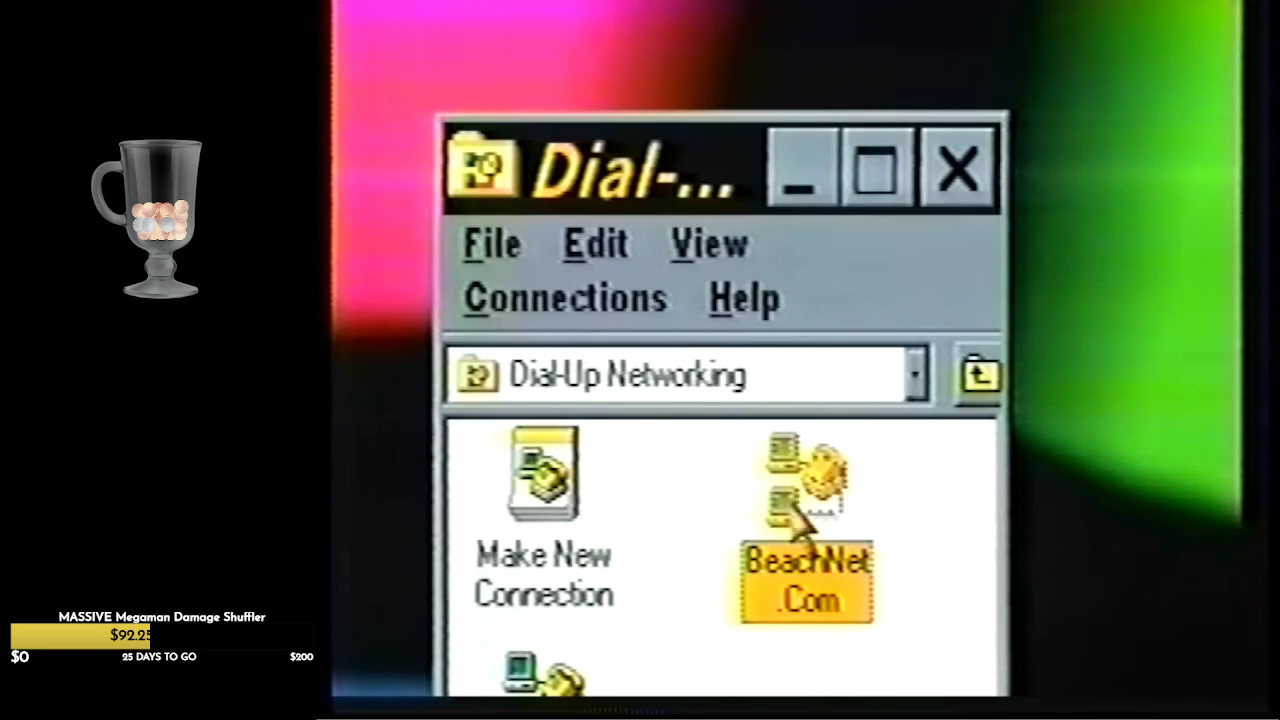 Dial-...
File Edit View
Connections Help
Dial-Up Networking
Make New
Connection
BeachNet
.Com
MASSIVE Megaman Damage Shuffler
$92.25
$0 25 DAYS TO GO $200